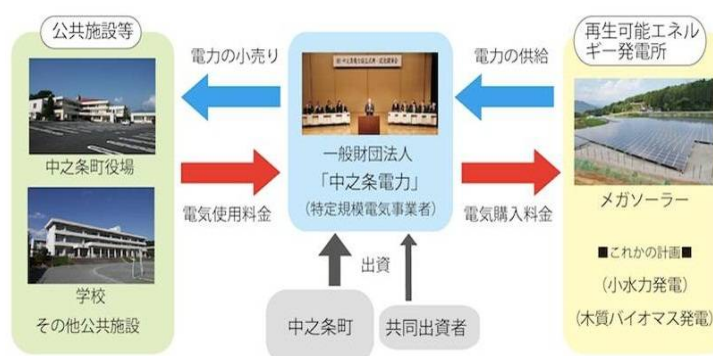 公共施設等
中之条町役場
学校
その他公共施設
電力の小売り
電気使用料金
一般財団法人
「中之条電力」
(特定規模電気事業者)
出資
中之条町
共同出資者
電力の供給
電気購入料金
再生可能エネル
ギー発電所
メガソーラー
■これかの計画■
(小水力発電)
(木質バイオマス発電)